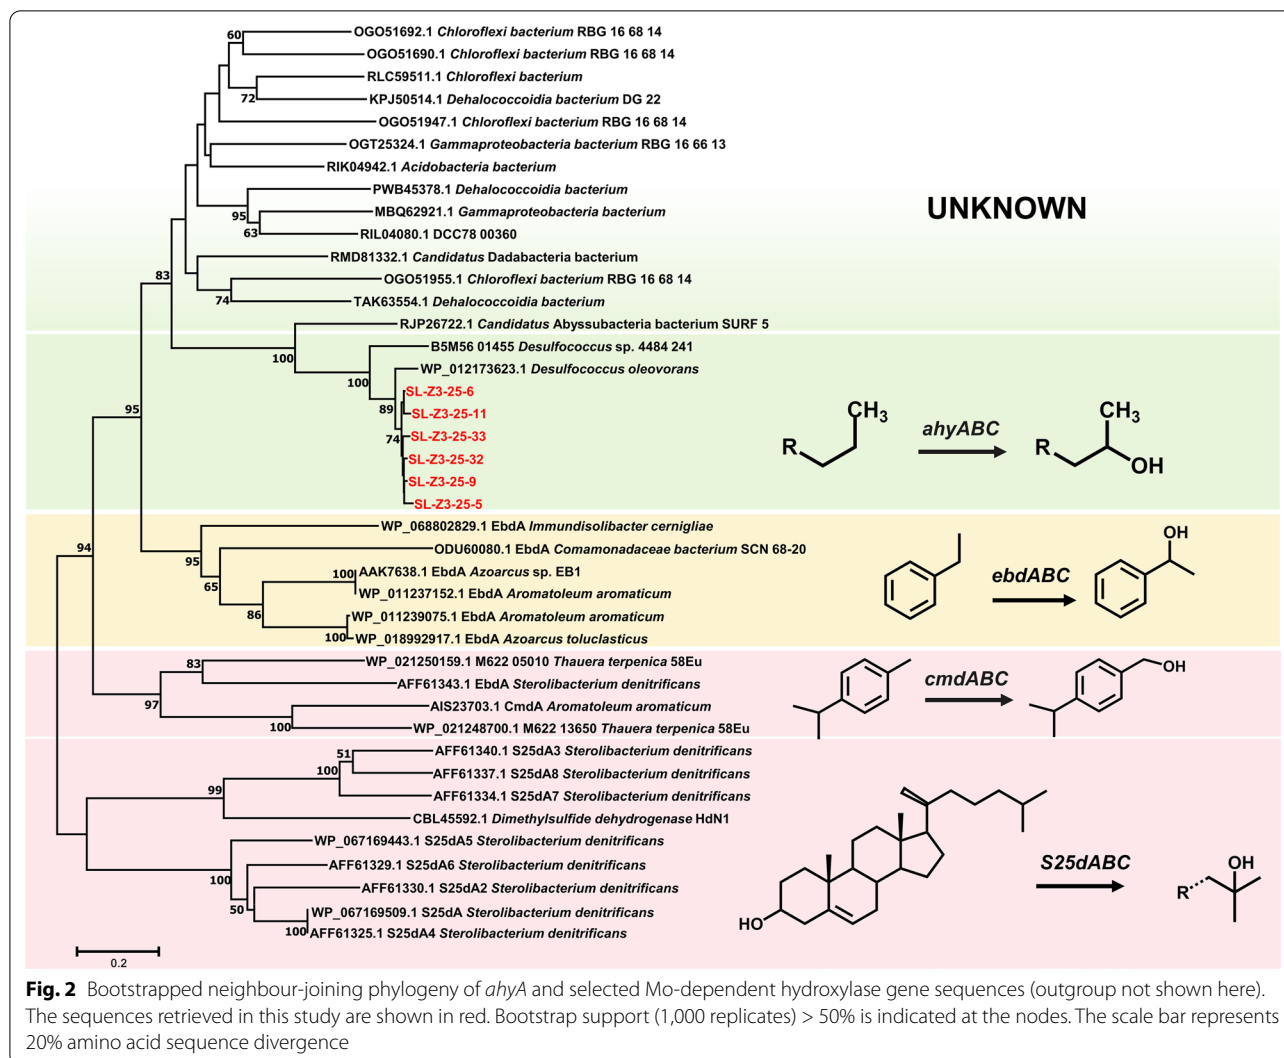 60
OGO51692.1 Chloroflexi bacterium RBG 16 68 14
OGO51690.1 Chloroflexi bacterium RBG 16 68 14
RLC59511.1 Chloroflexi bacterium
72
KPJ50514.1 Dehalococcoidia bacterium DG 22
OGO51947.1 Chloroflexi bacterium RBG 16 68 14
OGT25324.1 Gammaproteobacteria bacterium RBG 16 66 13
RIK04942.1 Acidobacteria bacterium
PWB45378.1 Dehalococcoidia bacterium
95
MBQ62921.1 Gammaproteobacteria bacterium
63
RIL04080.1 DCC78 00360
UNKNOWN
RMD81332.1 Candidatus Dadabacteria bacterium
83
OGO51955.1 Chloroflexi bacterium RBG 16 68 14
74
TAK63554.1 Dehalococcoidia bacterium
RJP26722.1 Candidatus Abyssubacteria bacterium SURF 5
100
B5M56 01455 Desulfococcus sp. 4484 241
100
WP_012173623.1 Desulfococcus oleovorans
SL-Z3-25-6
89
SL-Z3-25-11
95
74
SL-Z3-25-33
SL-Z3-25-32
SL-Z3-25-9
SL-Z3-25-5
CH3
R
ahyABC
CH3
R
OH
WP_068802829.1 EbdA Immundisolibacter cernigliae
94
95
ODU60080.1 EbdA Comamonadaceae bacterium SCN 68-20
65
100
AAK7638.1 EbdA Azoarcus sp. EB1
WP_011237152.1 EbdA Aromatoleum aromaticum
86
WP_011239075.1 EbdA Aromatoleum aromaticum
100
WP_018992917.1 EbdA Azoarcus toluclasticus
ebdABC
OH
83
WP_021250159.1 M622 05010 Thauera terpenica 58Eu
AFF61343.1 EbdA Sterolibacterium denitrificans
97
AIS23703.1 CmdA Aromatoleum aromaticum
100
WP_021248700.1 M622 13650 Thauera terpenica 58Eu
cmdABC
OH
51
AFF61340.1 S25dA3 Sterolibacterium denitrificans
100
AFF61337.1 S25dA8 Sterolibacterium denitrificans
99
AFF61334.1 S25dA7 Sterolibacterium denitrificans
CBL45592.1 Dimethylsulfide dehydrogenase HdN1
WP_067169443.1 S25dA5 Sterolibacterium denitrificans
AFF61329.1 S25dA6 Sterolibacterium denitrificans
100
AFF61330.1 S25dA2 Sterolibacterium denitrificans
50
WP_067169509.1 S25dA Sterolibacterium denitrificans
100
AFF61325.1 S25dA4 Sterolibacterium denitrificans
HO
S25dABC
OH
R
0.2
Fig. 2 Bootstrapped neighbour-joining phylogeny of ahyA and selected Mo-dependent hydroxylase gene sequences (outgroup not shown here).
The sequences retrieved in this study are shown in red. Bootstrap support (1,000 replicates) > 50% is indicated at the nodes. The scale bar represents
20% amino acid sequence divergence